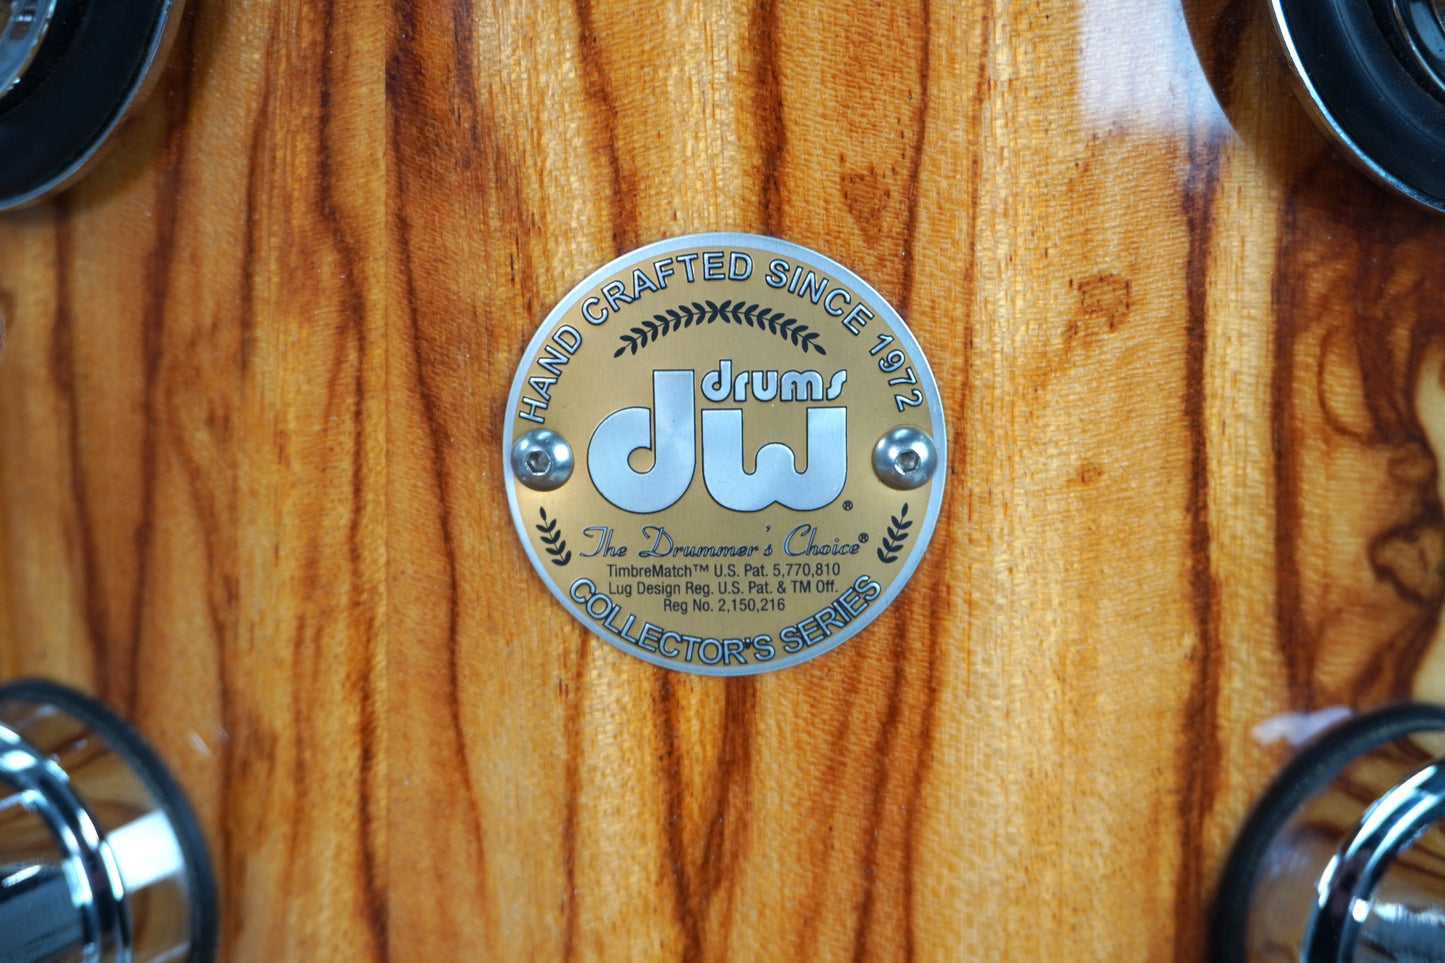 HAND CRAFTED SINCE 1972
drums
dw®
The Drummer's Choice®
TimbreMatch™ U.S. Pat. 5,770,810
Lug Design Reg. U.S. Pat. & TM Off.
Reg No. 2,150,216
COLLECTOR'S SERIES